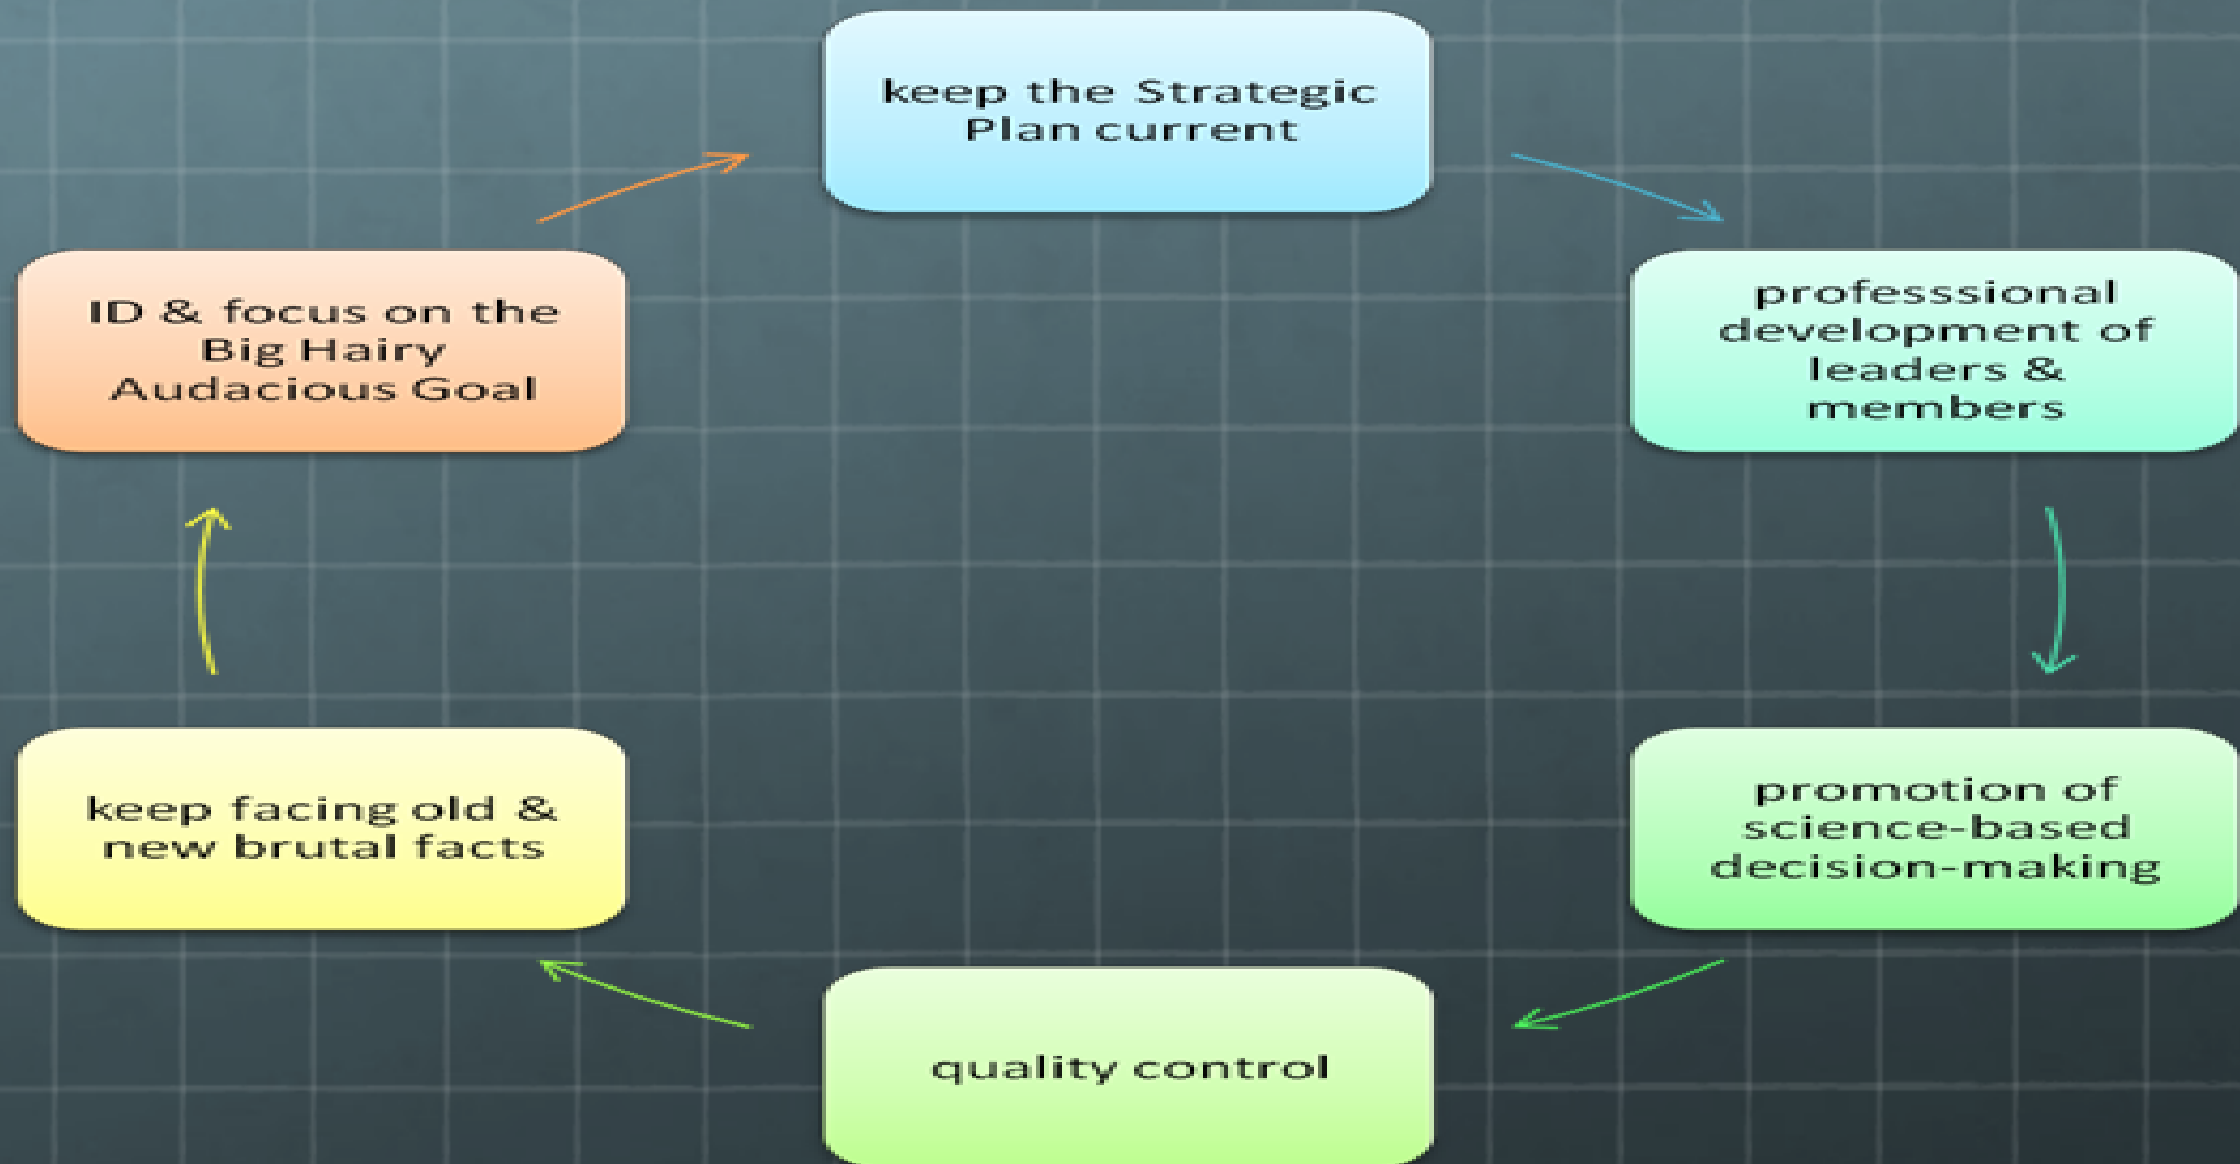 keep the Strategic
Plan current
professsional
development of
leaders &
members
promotion of
science-based
decision-making
quality control
keep facing old &
new brutal facts
ID & focus on the
Big Hairy
Audacious Goal